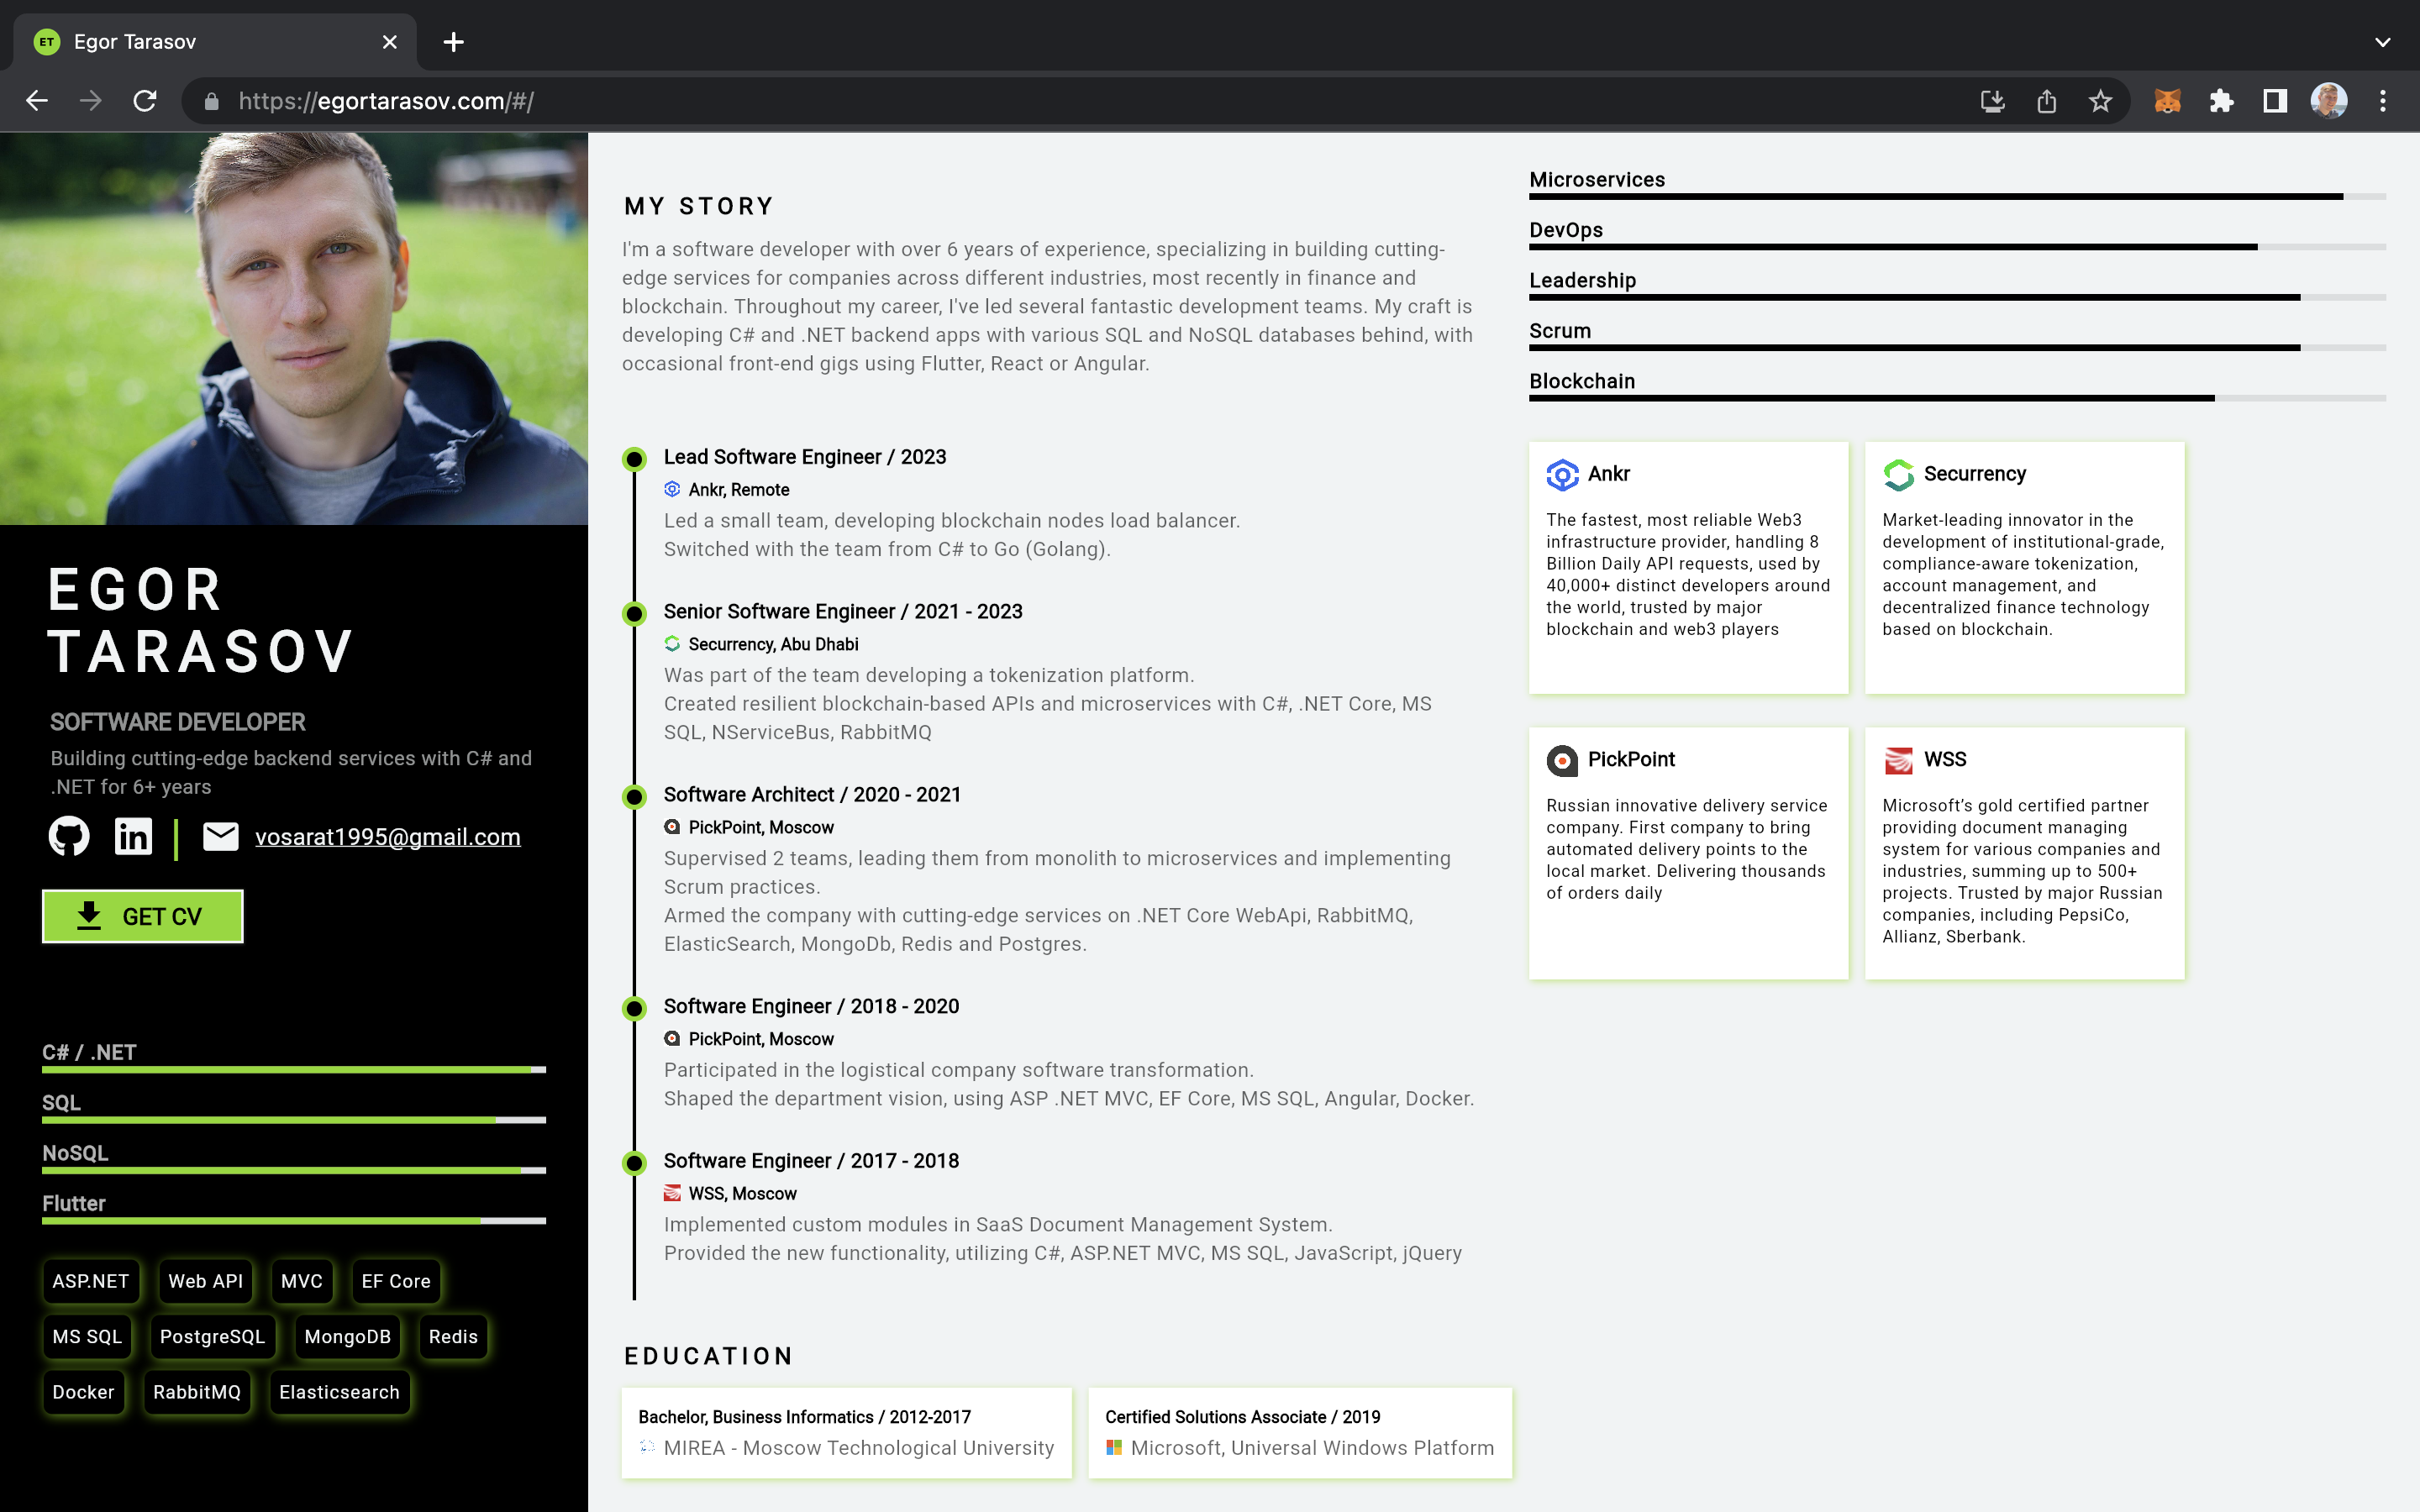 ET
Egor Tarasov
https://egortarasov.com/#/
EGOR
TARASOV
SOFTWARE DEVELOPER
Building cutting-edge backend services with C# and
.NET for 6+ years
in
vosarat1995@gmail.com
GET CV
C# / .NET
SQL
NoSQL
Flutter
ASP.NET Web API MVC EF Core
MS SQL PostgreSQL MongoDB Redis
Docker RabbitMQ Elasticsearch
MY STORY
I'm a software developer with over 6 years of experience, specializing in building cutting-
edge services for companies across different industries, most recently in finance and
blockchain. Throughout my career, I've led several fantastic development teams. My craft is
developing C# and .NET backend apps with various SQL and NoSQL databases behind, with
occasional front-end gigs using Flutter, React or Angular.
Lead Software Engineer / 2023
Ankr, Remote
Led a small team, developing blockchain nodes load balancer.
Switched with the team from C# to Go (Golang).
Senior Software Engineer / 2021 - 2023
Securrency, Abu Dhabi
Was part of the team developing a tokenization platform.
Created resilient blockchain-based APIs and microservices with C#, .NET Core, MS
SQL, NServiceBus, RabbitMQ
Software Architect / 2020 - 2021
PickPoint, Moscow
Supervised 2 teams, leading them from monolith to microservices and implementing
Scrum practices.
Armed the company with cutting-edge services on .NET Core WebApi, RabbitMQ,
ElasticSearch, MongoDb, Redis and Postgres.
Software Engineer / 2018 - 2020
PickPoint, Moscow
Participated in the logistical company software transformation.
Shaped the department vision, using ASP .NET MVC, EF Core, MS SQL, Angular, Docker.
Software Engineer / 2017 - 2018
WSS, Moscow
Implemented custom modules in SaaS Document Management System.
Provided the new functionality, utilizing C#, ASP.NET MVC, MS SQL, JavaScript, jQuery
EDUCATION
Bachelor, Business Informatics / 2012-2017
MIREA - Moscow Technological University
Certified Solutions Associate / 2019
Microsoft, Universal Windows Platform
Microservices
DevOps
Leadership
Scrum
Blockchain
Ankr
The fastest, most reliable Web3
infrastructure provider, handling 8
Billion Daily API requests, used by
40,000+ distinct developers around
the world, trusted by major
blockchain and web3 players
Securrency
Market-leading innovator in the
development of institutional-grade,
compliance-aware tokenization,
account management, and
decentralized finance technology
based on blockchain.
PickPoint
Russian innovative delivery service
company. First company to bring
automated delivery points to the
local market. Delivering thousands
of orders daily
WSS
Microsoft’s gold certified partner
providing document managing
system for various companies and
industries, summing up to 500+
projects. Trusted by major Russian
companies, including PepsiCo,
Allianz, Sberbank.